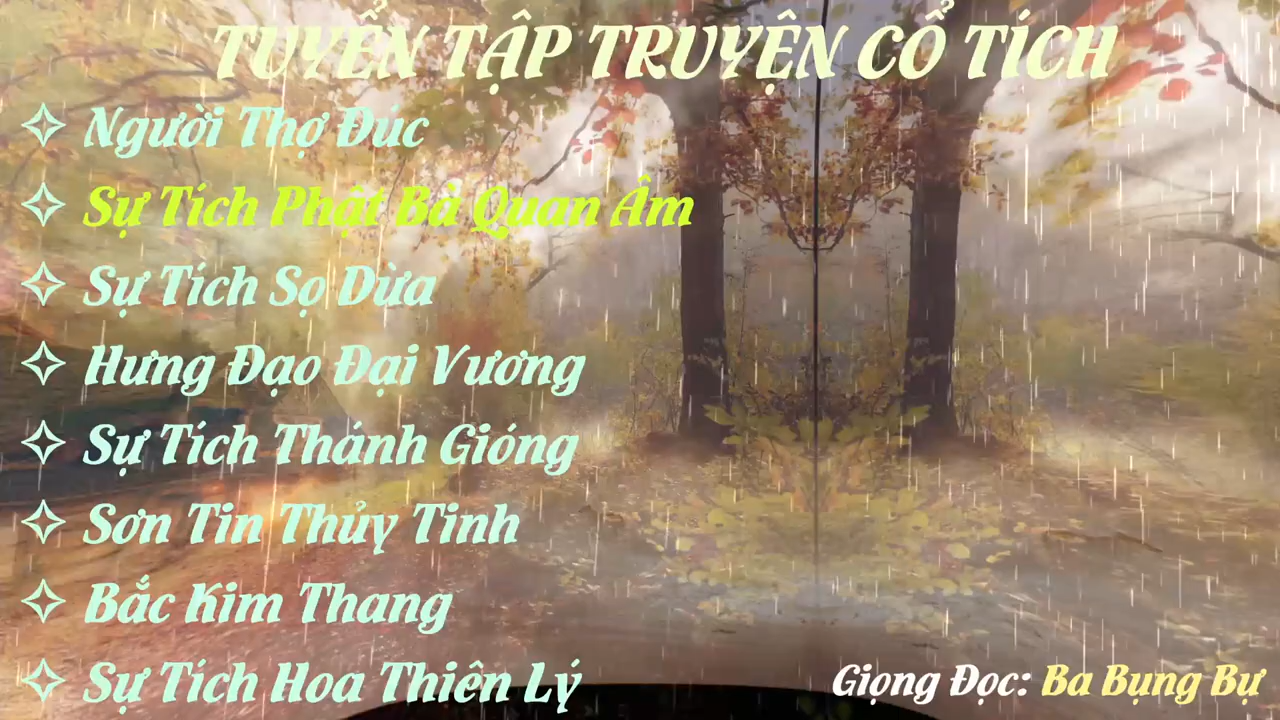 TUYỂN TẬP TRUYỆN CỔ TÍCH
Người Thợ Đúc
Sự Tích Phật Bà Quan Âm
Sự Tích Sọ Dừa
Hưng Đạo Đại Vương
Sự Tích Thánh Gióng
Sơn Tin Thủy Tinh
Bắc Kim Thang
Sự Tích Hoa Thiên Lý
Giọng Đọc: Ba Bụng Bự